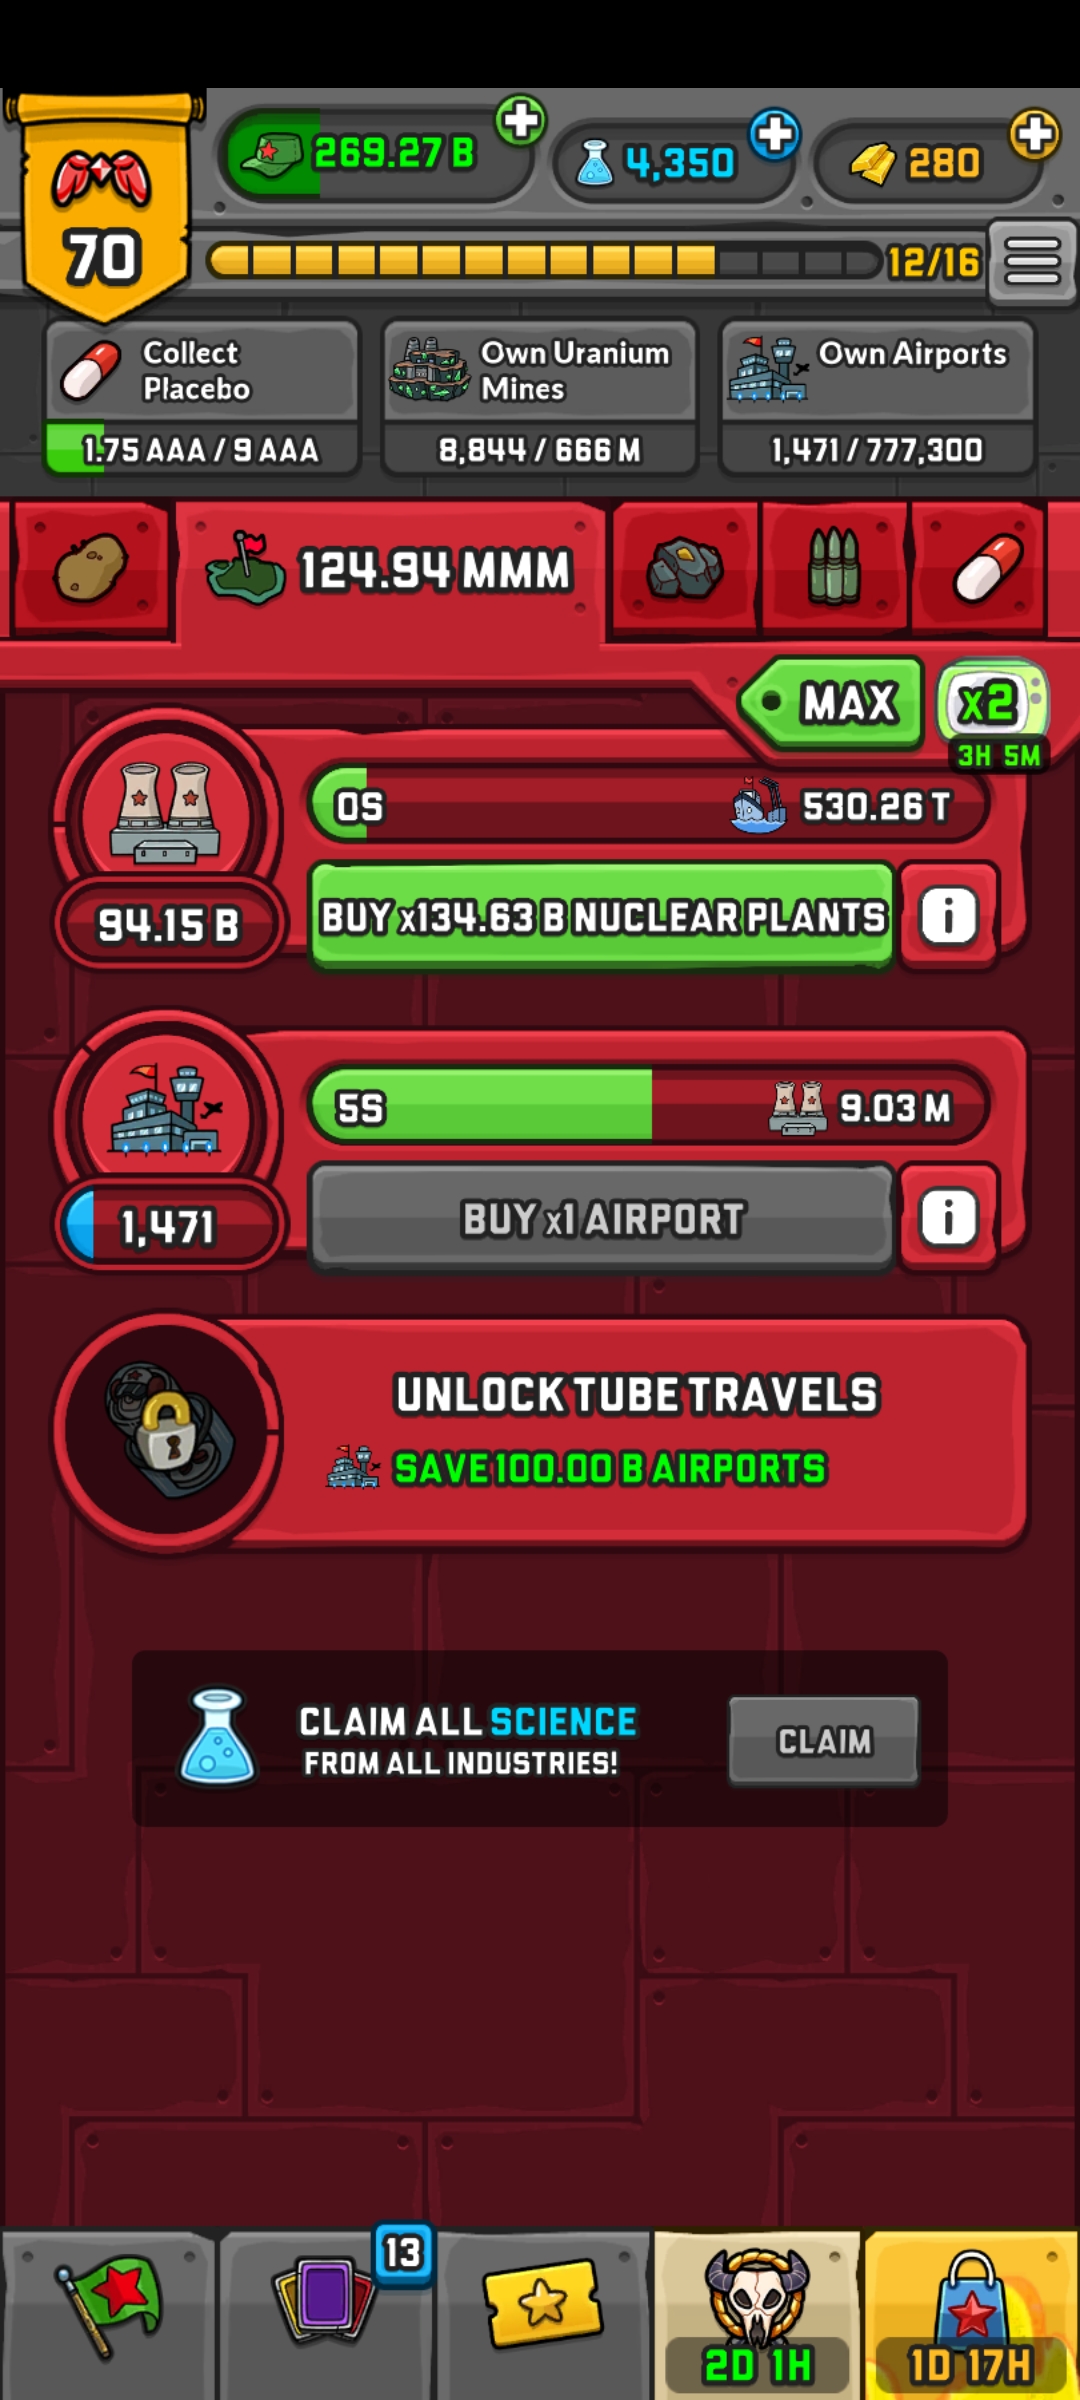 269.27 B
4,350
280
70
12/16
Collect
Placebo
Own Uranium
Mines
Own Airports
1.75 AAA / 9 AAA
8,844 / 666 M
1,471 / 777,300
124.94 MMM
MAX
x2
3H 5M
0S
530.26 T
94.15 B
BUY x134.63 B NUCLEAR PLANTS
i
5S
9.03 M
1,471
BUY x1 AIRPORT
i
UNLOCK TUBE TRAVELS
SAVE 100.00 B AIRPORTS
CLAIM ALL SCIENCE
FROM ALL INDUSTRIES!
CLAIM
13
2D 1H
1D 17H